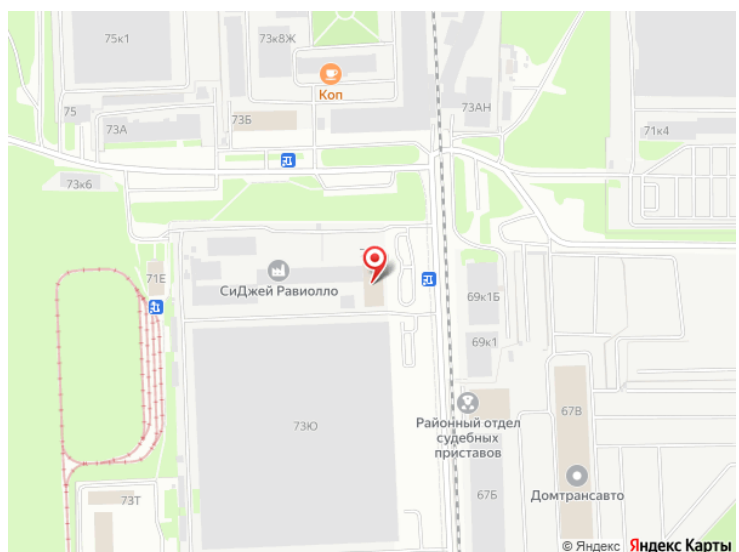 75к1
73к8Ж
Коп
75
73А
73Б
73АН
71к4
73к6
71Е
СиДжей Равиолло
69к1Б
69к1
73Ю
Районный отдел
судебных
приставов
67В
67Б
Домтрансавто
73Т
© Яндекс Яндекс Карты